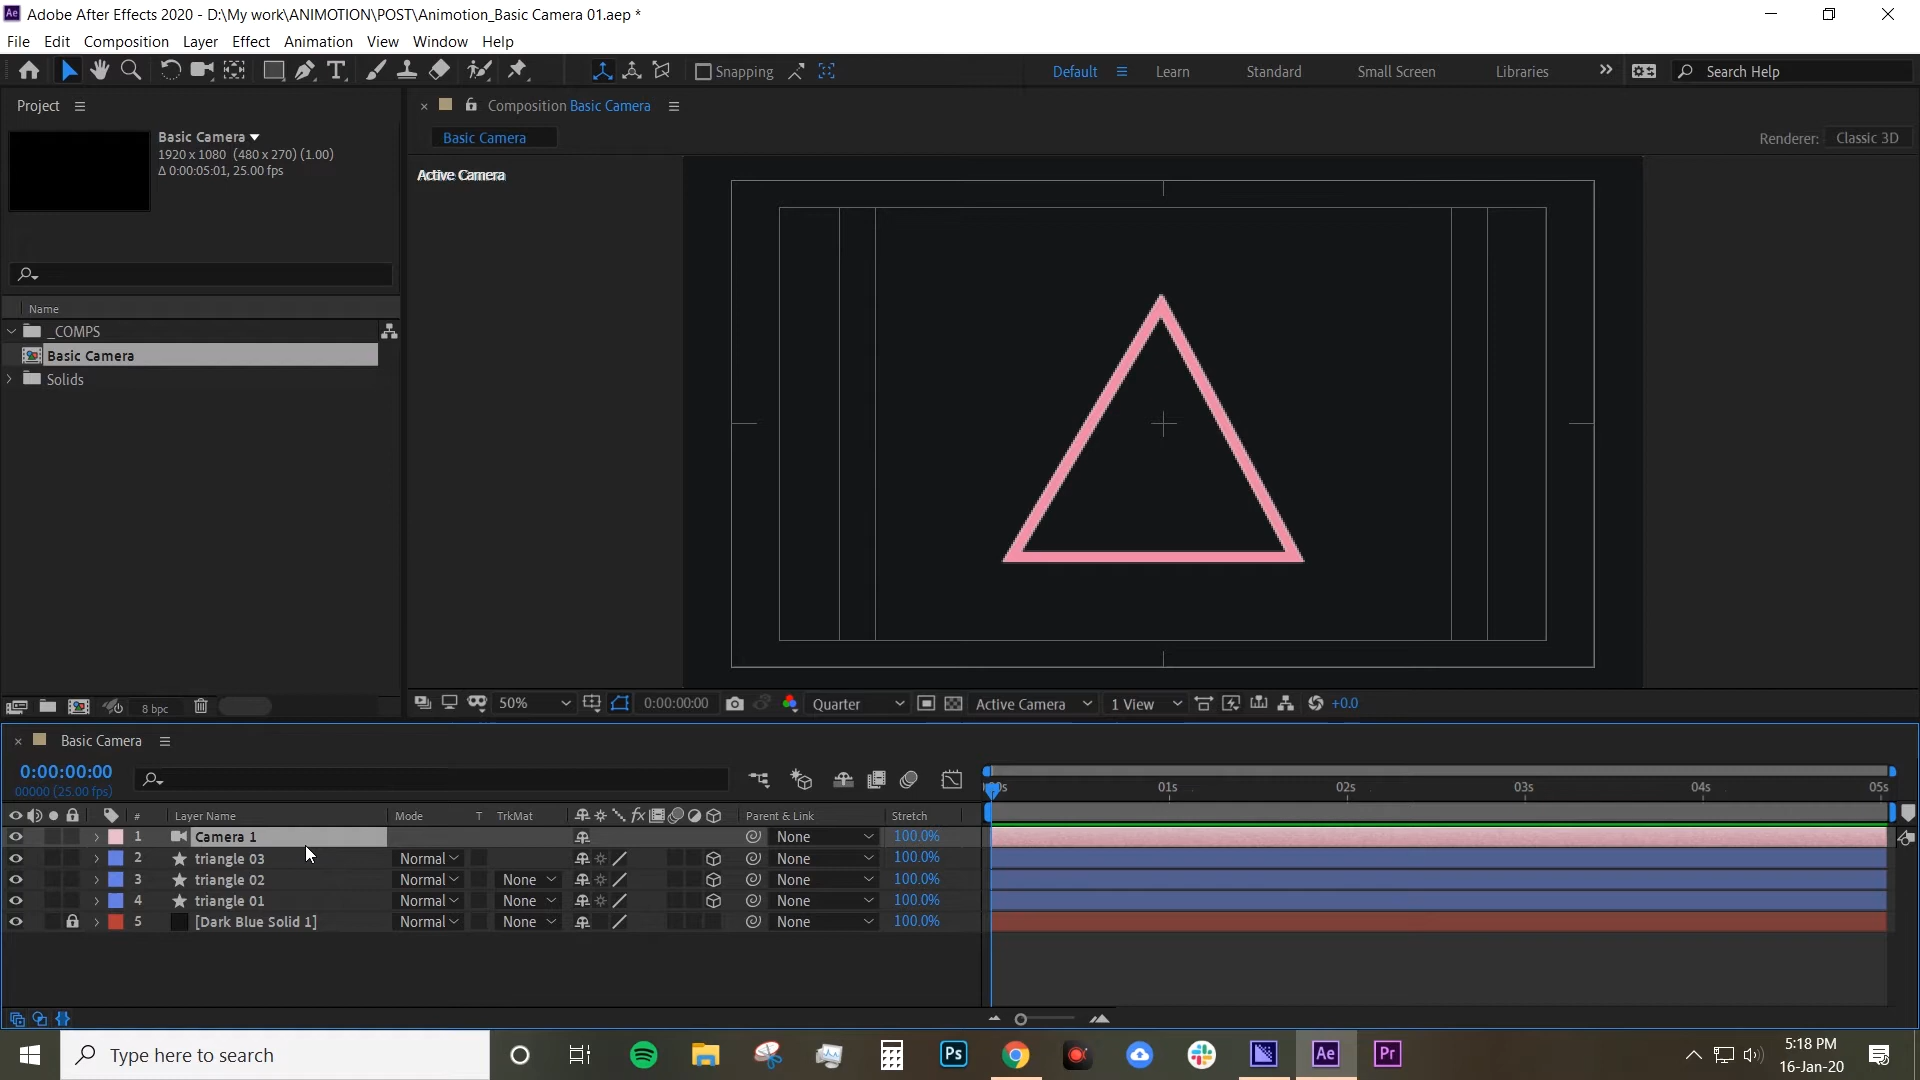 Adobe After Effects 2020 - D:\My work\ANIMOTION\POST\Animotion_Basic Camera 01.aep *
File Edit Composition Layer Effect Animation View Window Help
Snapping Default Learn Standard Small Screen Libraries Search Help
Project
Composition Basic Camera
Basic Camera
1920 x 1080 (480 x 270) (1.00)
Δ 0:00:05:01, 25.00 fps
Basic Camera
Renderer: Classic 3D
Active Camera
Name
_COMPS
Basic Camera
Solids
8 bpc
50% 0:00:00:00 Quarter Active Camera 1 View +0.0
Basic Camera
0:00:00:00
00000 (25.00 fps)
01s 02s 03s 04s 05s
# Layer Name Mode T TrkMat fx Parent & Link Stretch
1 Camera 1 None 100.0%
2 triangle 03 Normal None 100.0%
3 triangle 02 Normal None None 100.0%
4 triangle 01 Normal None None 100.0%
5 [Dark Blue Solid 1] Normal None None 100.0%
Type here to search
Ps Ae Pr
5:18 PM
16-Jan-20